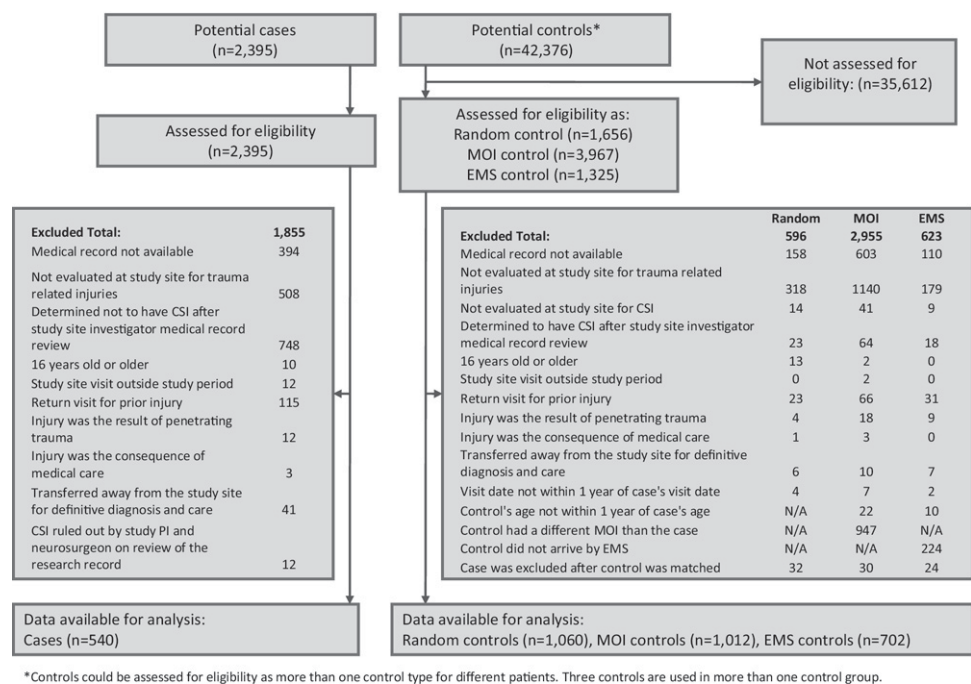 Potential cases
(n=2,395)
Potential controls*
(n=42,376)
Not assessed for
eligibility: (n=35,612)
Assessed for eligibility
(n=2,395)
Assessed for eligibility as:
Random control (n=1,656)
MOI control (n=3,967)
EMS control (n=1,325)
Excluded Total: 1,855
Medical record not available 394
Not evaluated at study site for trauma
related injuries 508
Determined not to have CSI after
study site investigator medical record
review 748
16 years old or older 10
Study site visit outside study period 12
Return visit for prior injury 115
Injury was the result of penetrating
trauma 12
Injury was the consequence of
medical care 3
Transferred away from the study site
for definitive diagnosis and care 41
CSI ruled out by study PI and
neurosurgeon on review of the
research record 12
Random MOI EMS
Excluded Total: 596 2,955 623
Medical record not available 158 603 110
Not evaluated at study site for trauma related
injuries 318 1140 179
Not evaluated at study site for CSI 14 41 9
Determined to have CSI after study site investigator
medical record review 23 64 18
16 years old or older 13 2 0
Study site visit outside study period 0 2 0
Return visit for prior injury 23 66 31
Injury was the result of penetrating trauma 4 18 9
Injury was the consequence of medical care 1 3 0
Transferred away from the study site for definitive
diagnosis and care 6 10 7
Visit date not within 1 year of case's visit date 4 7 2
Control's age not within 1 year of case's age N/A 22 10
Control had a different MOI than the case N/A 947 N/A
Control did not arrive by EMS N/A N/A 224
Case was excluded after control was matched 32 30 24
Data available for analysis:
Cases (n=540)
Data available for analysis:
Random controls (n=1,060), MOI controls (n=1,012), EMS controls (n=702)
*Controls could be assessed for eligibility as more than one control type for different patients. Three controls are used in more than one control group.